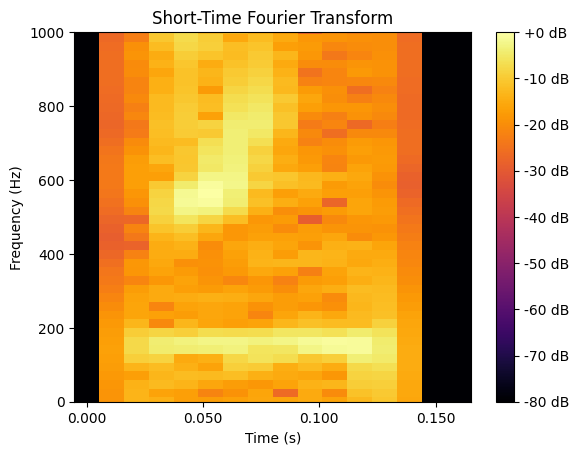 Short-Time Fourier Transform
1000
800
600
400
200
0
Frequency (Hz)
0.000
0.050
0.100
0.150
Time (s)
+0 dB
-10 dB
-20 dB
-30 dB
-40 dB
-50 dB
-60 dB
-70 dB
-80 dB